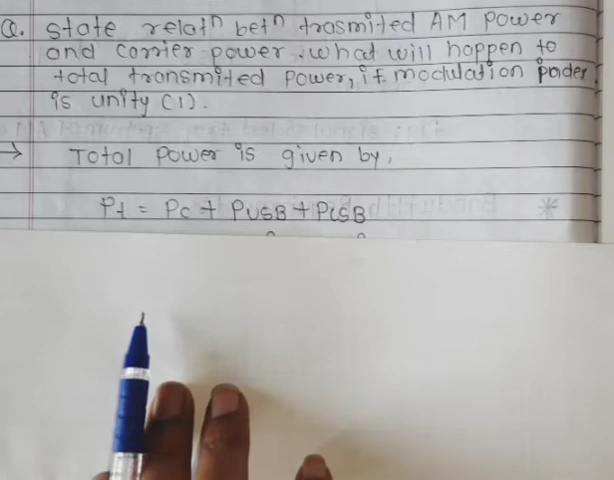 Q. State relatn betn trasmited AM power
and carrier power. what will happen to
total transmited power, if modulation
is unity (1).
→ Total power is given by,
Pt = Pc + PUSB + PLSB